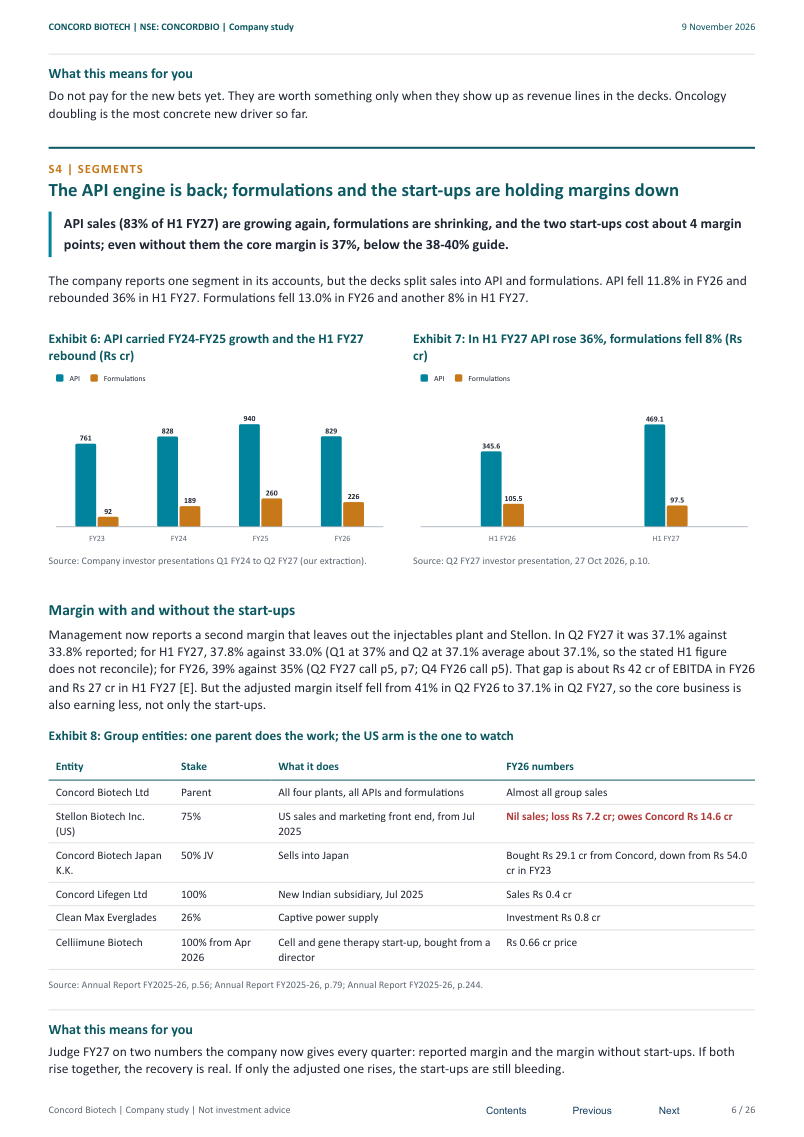 CONCORD BIOTECH | NSE: CONCORDBIO | Company study
9 November 2026
What this means for you
Do not pay for the new bets yet. They are worth something only when they show up as revenue lines in the decks. Oncology
doubling is the most concrete new driver so far.
S4 | SEGMENTS
The API engine is back; formulations and the start-ups are holding margins down
API sales (83% of H1 FY27) are growing again, formulations are shrinking, and the two start-ups cost about 4 margin
points; even without them the core margin is 37%, below the 38-40% guide.
The company reports one segment in its accounts, but the decks split sales into API and formulations. API fell 11.8% in FY26 and
rebounded 36% in H1 FY27. Formulations fell 13.0% in FY26 and another 8% in H1 FY27.
Exhibit 6: API carried FY24-FY25 growth and the H1 FY27
rebound (Rs cr)
API Formulations
761
92
828
189
940
260
829
226
FY23
FY24
FY25
FY26
Source: Company investor presentations Q1 FY24 to Q2 FY27 (our extraction).
Exhibit 7: In H1 FY27 API rose 36%, formulations fell 8% (Rs
cr)
API Formulations
345.6
105.5
469.1
97.5
H1 FY26
H1 FY27
Source: Q2 FY27 investor presentation, 27 Oct 2026, p.10.
Margin with and without the start-ups
Management now reports a second margin that leaves out the injectables plant and Stellon. In Q2 FY27 it was 37.1% against
33.8% reported; for H1 FY27, 37.8% against 33.0% (Q1 at 37% and Q2 at 37.1% average about 37.1%, so the stated H1 figure
does not reconcile); for FY26, 39% against 35% (Q2 FY27 call p5, p7; Q4 FY26 call p5). That gap is about Rs 42 cr of EBITDA in FY26
and Rs 27 cr in H1 FY27 [E]. But the adjusted margin itself fell from 41% in Q2 FY26 to 37.1% in Q2 FY27, so the core business is
also earning less, not only the start-ups.
Exhibit 8: Group entities: one parent does the work; the US arm is the one to watch
Entity Stake What it does FY26 numbers
Concord Biotech Ltd Parent All four plants, all APIs and formulations Almost all group sales
Stellon Biotech Inc. 75% US sales and marketing front end, from Jul Nil sales; loss Rs 7.2 cr; owes Concord Rs 14.6 cr
(US) 2025
Concord Biotech Japan 50% JV Sells into Japan Bought Rs 29.1 cr from Concord, down from Rs 54.0
K.K. cr in FY23
Concord Lifegen Ltd 100% New Indian subsidiary, Jul 2025 Sales Rs 0.4 cr
Clean Max Everglades 26% Captive power supply Investment Rs 0.8 cr
Celliimune Biotech 100% from Apr Cell and gene therapy start-up, bought from a Rs 0.66 cr price
2026 director
Source: Annual Report FY2025-26, p.56; Annual Report FY2025-26, p.79; Annual Report FY2025-26, p.244.
What this means for you
Judge FY27 on two numbers the company now gives every quarter: reported margin and the margin without start-ups. If both
rise together, the recovery is real. If only the adjusted one rises, the start-ups are still bleeding.
Concord Biotech | Company study | Not investment advice
Contents Previous Next 6 / 26